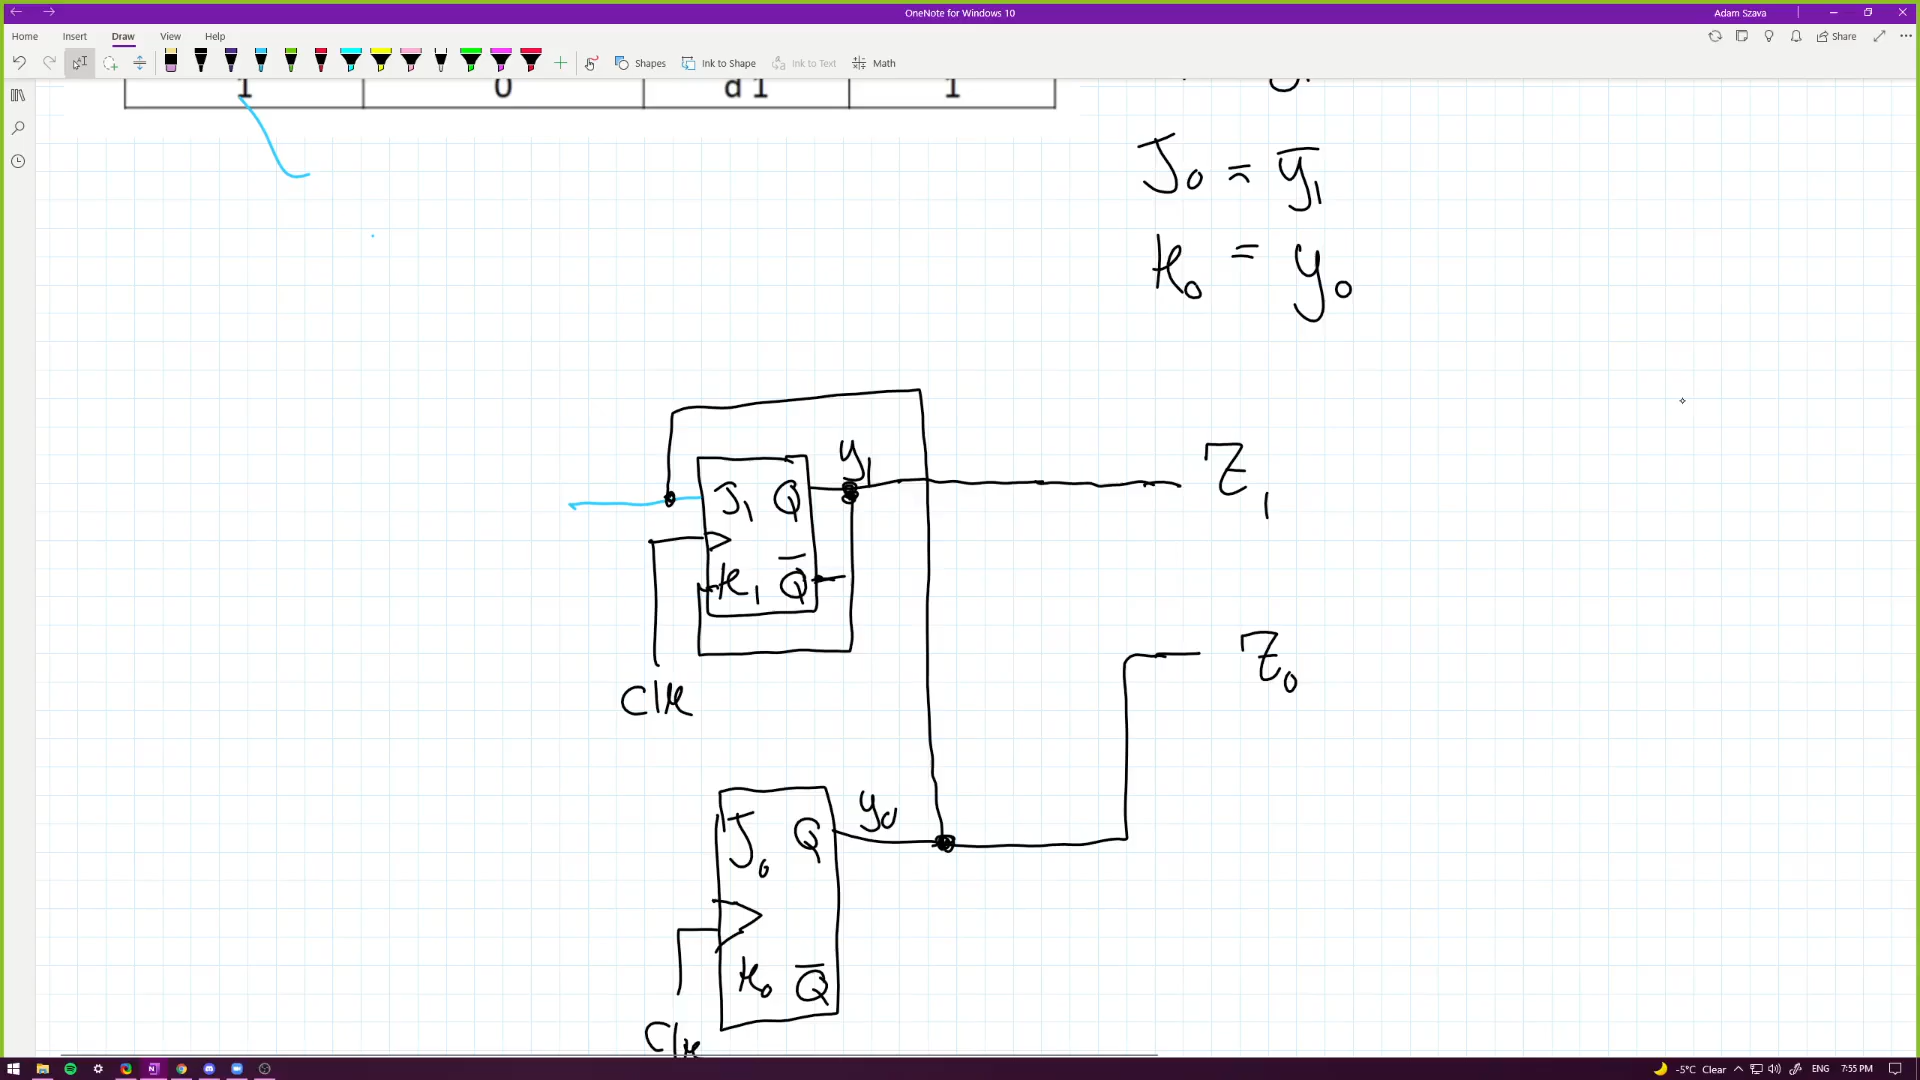 OneNote for Windows 10
Adam Szava
Home Insert Draw View Help
Share
Shapes Ink to Shape Ink to Text Math
1 0 d 1 1
J0 = y̅1
K0 = y0
y1
Z1
J1 Q
K1 Q̅
Z0
Clk
y0
J0 Q
K0 Q̅
Clk
-5°C Clear ENG 7:55 PM